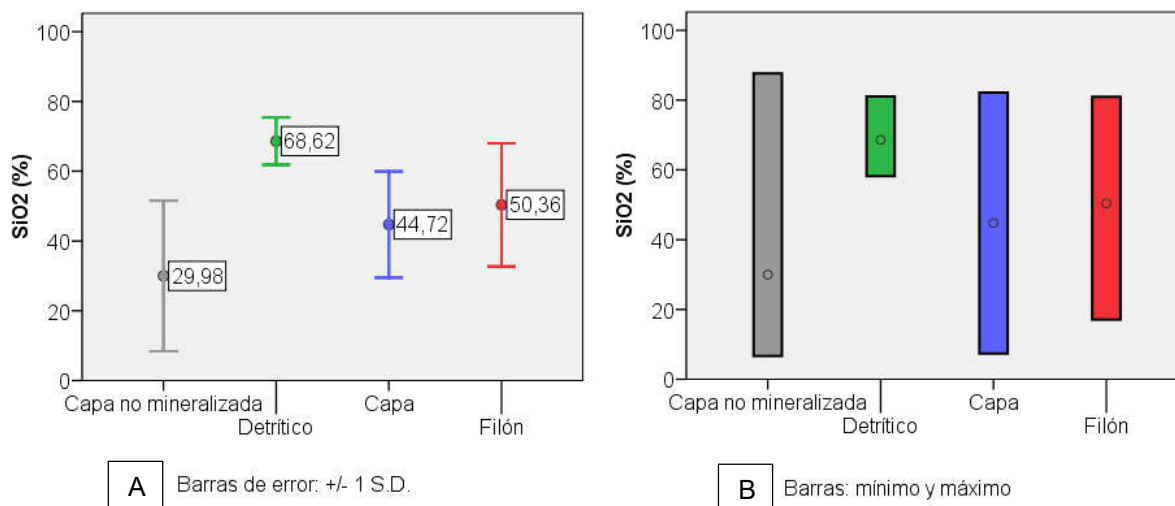 100
80
60
40
20
0
SiO2 (%)
68,62
50,36
44,72
29,98
Capa no mineralizada
Detrítico
Capa
Filón
A Barras de error: +/- 1 S.D.
100
80
60
40
20
0
SiO2 (%)
Capa no mineralizada
Detrítico
Capa
Filón
B Barras: mínimo y máximo